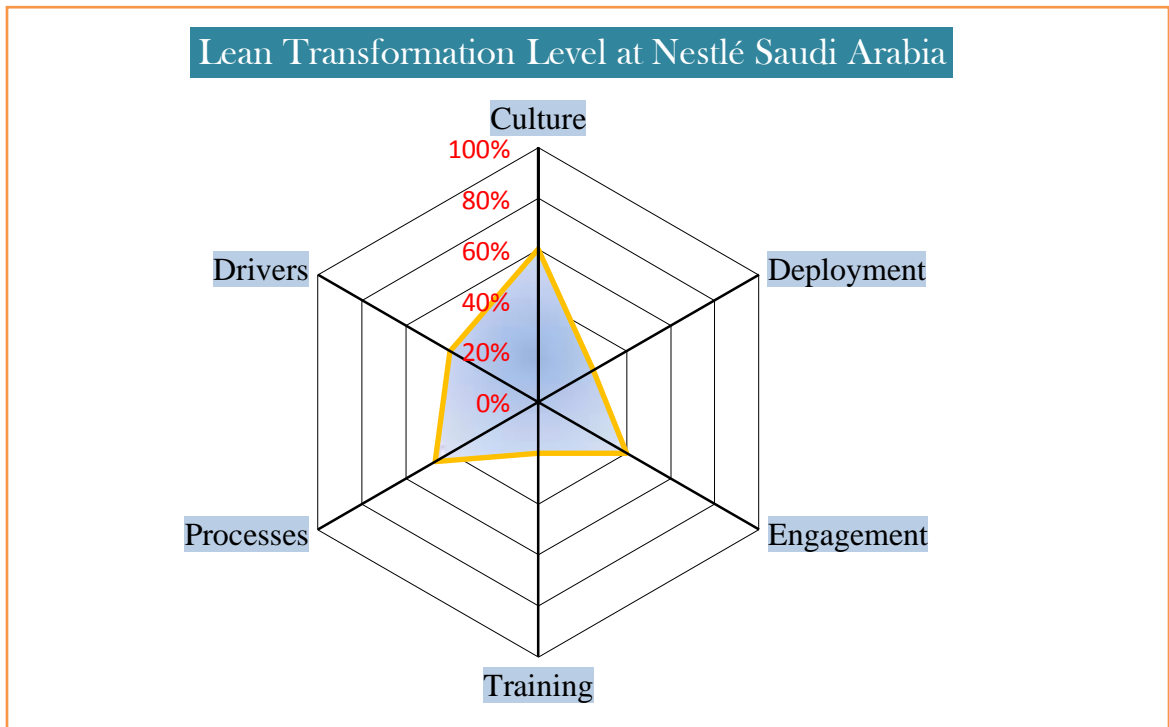 Lean Transformation Level at Nestlé Saudi Arabia
Culture
100%
80%
Drivers
Deployment
60%
40%
20%
0%
Processes
Engagement
Training